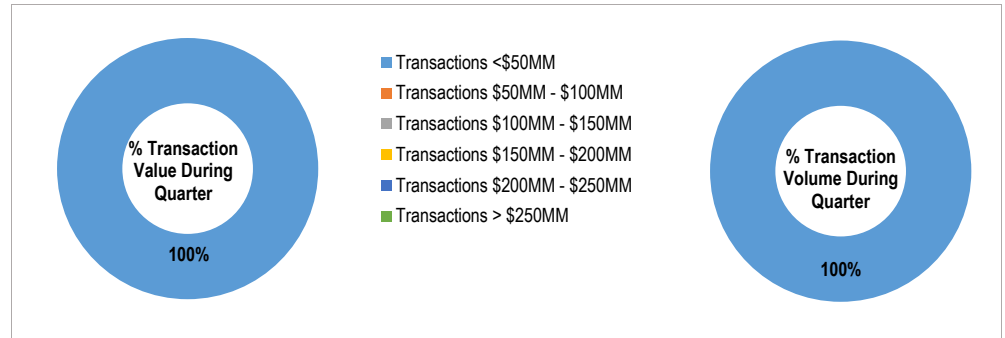 % Transaction
Value During
Quarter
100%
Transactions <$50MM
Transactions $50MM - $100MM
Transactions $100MM - $150MM
Transactions $150MM - $200MM
Transactions $200MM - $250MM
Transactions > $250MM
% Transaction
Volume During
Quarter
100%